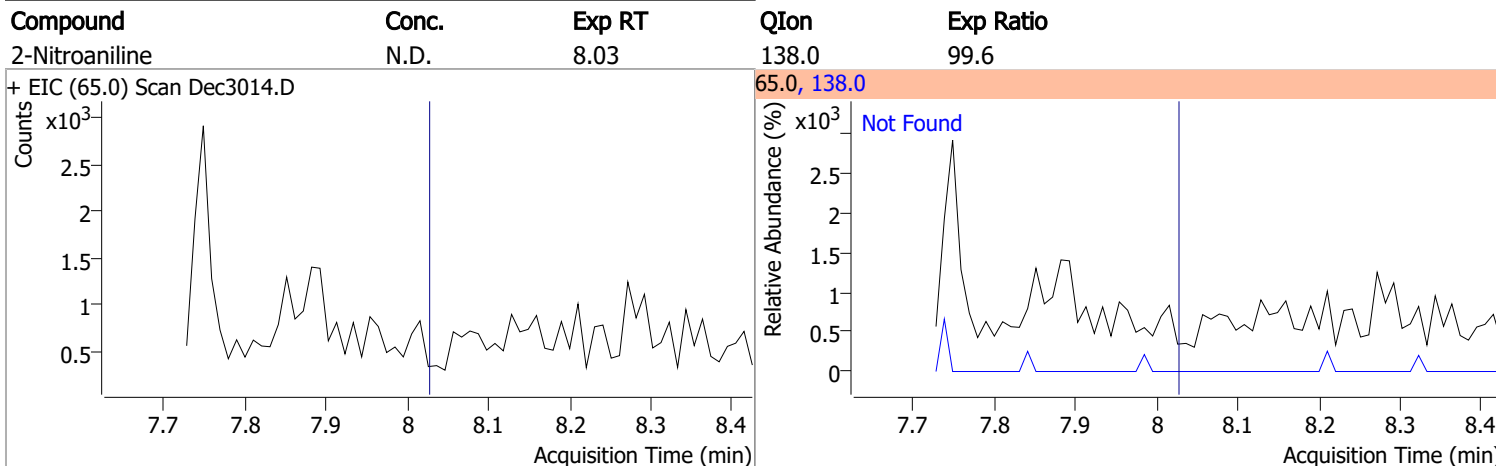 Compound Conc. Exp RT QIon Exp Ratio
2-Nitroaniline N.D. 8.03 138.0 99.6
+ EIC (65.0) Scan Dec3014.D
Counts
x10³
2.5
2
1.5
1
0.5
7.7 7.8 7.9 8 8.1 8.2 8.3 8.4
Acquisition Time (min)
65.0, 138.0
Relative Abundance (%)
x10³
Not Found
2.5
2
1.5
1
0.5
0
7.7 7.8 7.9 8 8.1 8.2 8.3 8.4
Acquisition Time (min)